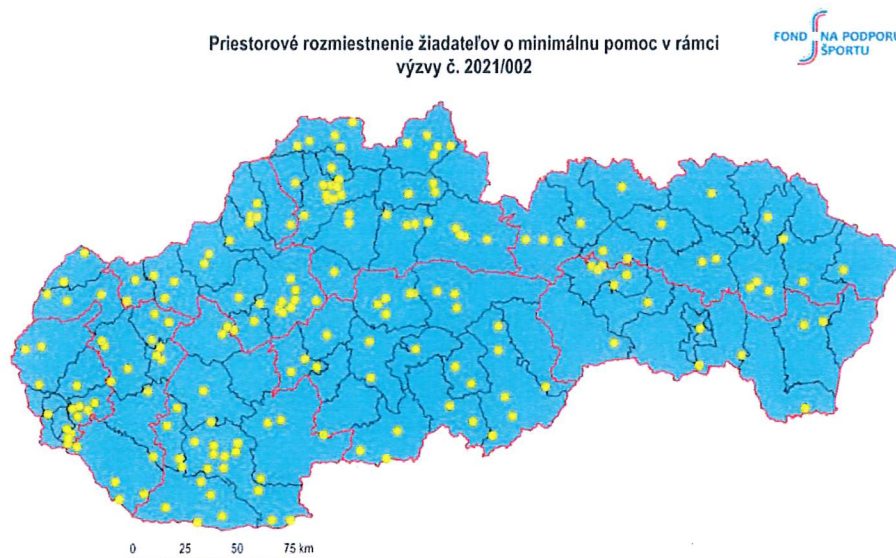 Priestorové rozmiestnenie žiadateľov o minimálnu pomoc v rámci
výzvy č. 2021/002
FOND NA PODPORU
ŠPORTU
0 25 50 75 km